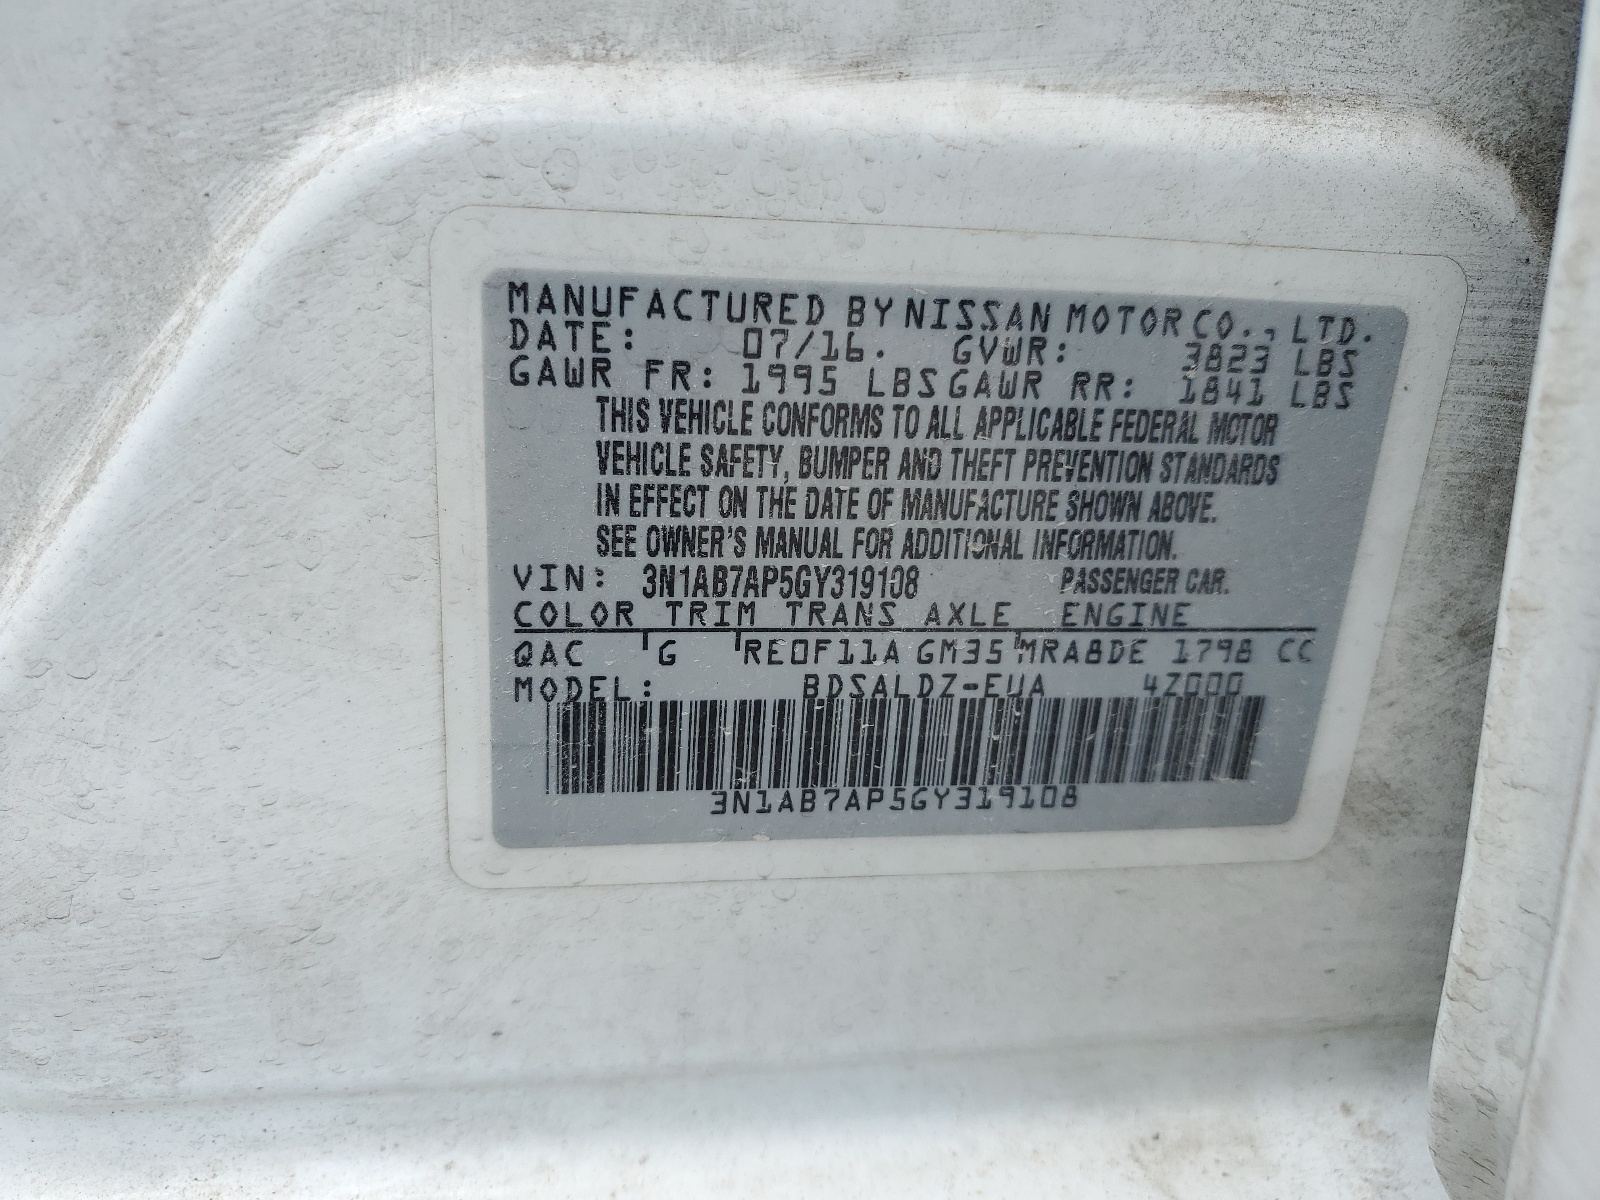 MANUFACTURED BY NISSAN MOTOR CO., LTD.
DATE: 07/16. GVWR: 3823 LBS
GAWR FR: 1995 LBS GAWR RR: 1841 LBS
THIS VEHICLE CONFORMS TO ALL APPLICABLE FEDERAL MOTOR
VEHICLE SAFETY, BUMPER AND THEFT PREVENTION STANDARDS
IN EFFECT ON THE DATE OF MANUFACTURE SHOWN ABOVE.
SEE OWNER'S MANUAL FOR ADDITIONAL INFORMATION.
VIN: 3N1AB7AP5GY319108 PASSENGER CAR.
COLOR TRIM TRANS AXLE ENGINE
QAC G RE0F11A GM35 MRA8DE 1798 CC
MODEL: BDSALDZ-EUA 4Z000
3N1AB7AP5GY319108